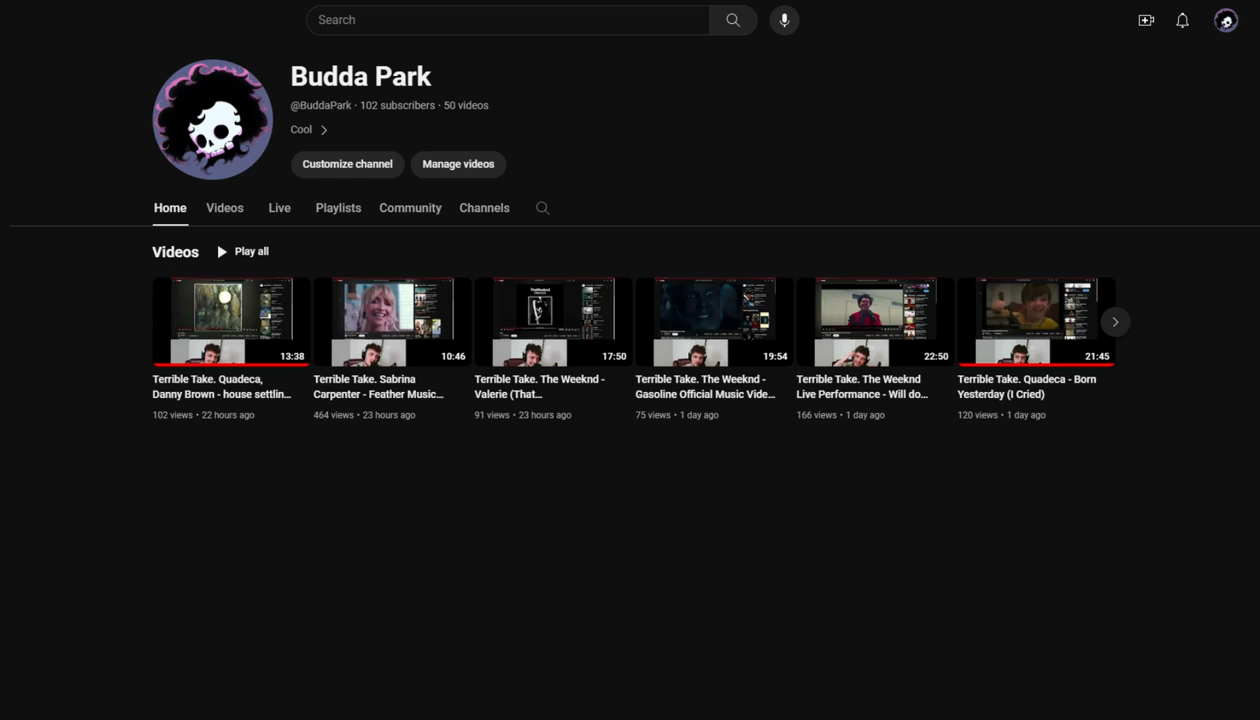 Search
Budda Park
@BuddaPark · 102 subscribers · 50 videos
Cool
Customize channel
Manage videos
Home
Videos
Live
Playlists
Community
Channels
Videos
Play all
13:38
10:46
17:50
19:54
22:50
21:45
Terrible Take. Quadeca,
Danny Brown - house settlin...
102 views • 22 hours ago
Terrible Take. Sabrina
Carpenter - Feather Music...
464 views • 23 hours ago
Terrible Take. The Weeknd -
Valerie (That...
91 views • 23 hours ago
Terrible Take. The Weeknd -
Gasoline Official Music Vide...
75 views • 1 day ago
Terrible Take. The Weeknd
Live Performance - Will do...
166 views • 1 day ago
Terrible Take. Quadeca - Born
Yesterday (I Cried)
120 views • 1 day ago